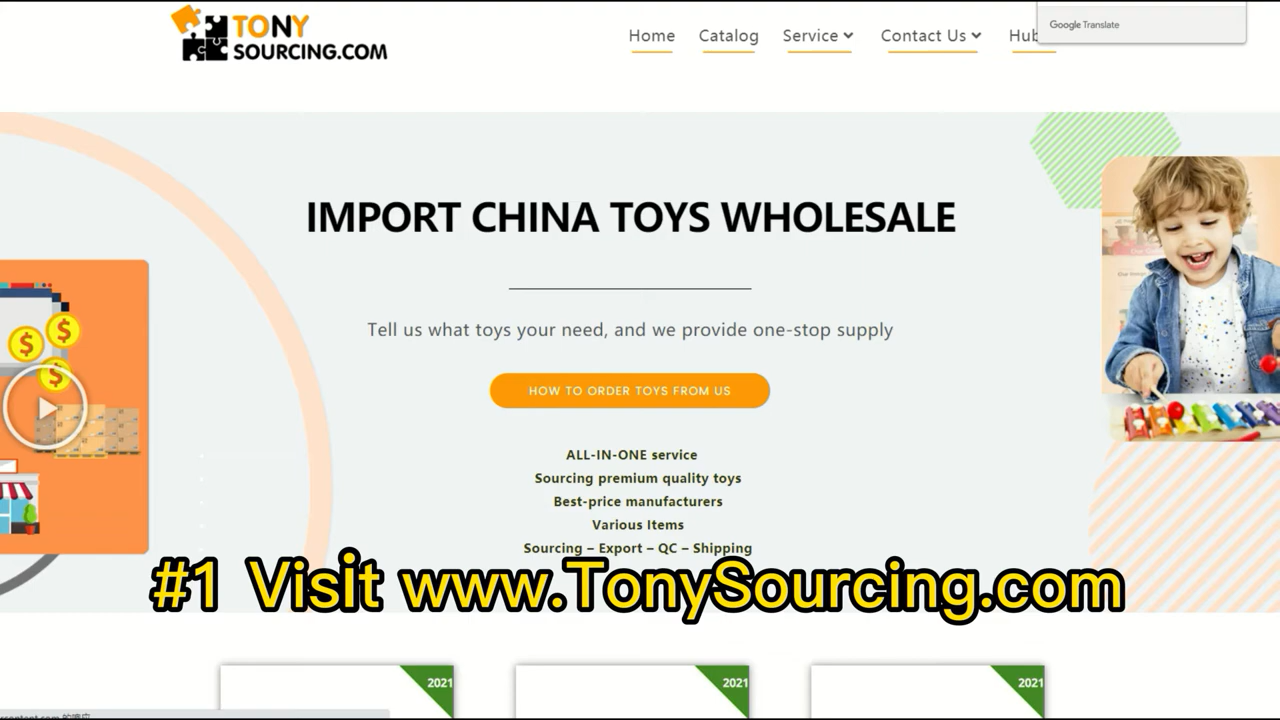 TONY
SOURCING.COM
Home Catalog Service Contact Us Hub
Google Translate
IMPORT CHINA TOYS WHOLESALE
Tell us what toys your need, and we provide one-stop supply
HOW TO ORDER TOYS FROM US
ALL-IN-ONE service
Sourcing premium quality toys
Best-price manufacturers
Various Items
Sourcing – Export – QC – Shipping
#1 Visit www.TonySourcing.com
2021 2021 2021